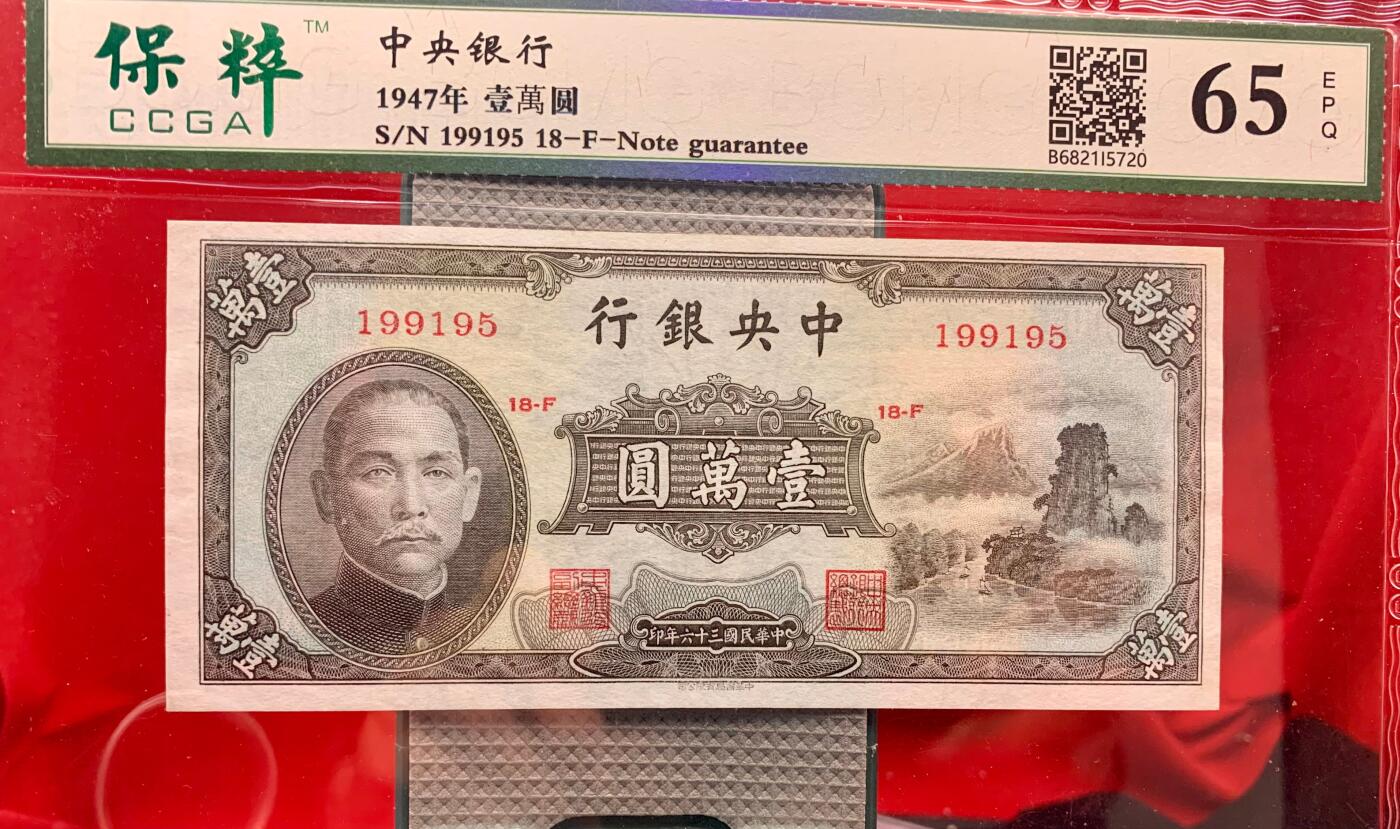 保粹™
CCGA
中央银行
1947年 壹萬圓
S/N 199195 18-F-Note guarantee
B6821I5720
65
EPQ
壹萬
壹萬
199195
行銀央中
199195
18-F
18-F
圓萬壹
印年六十三國民華中
壹萬
壹萬